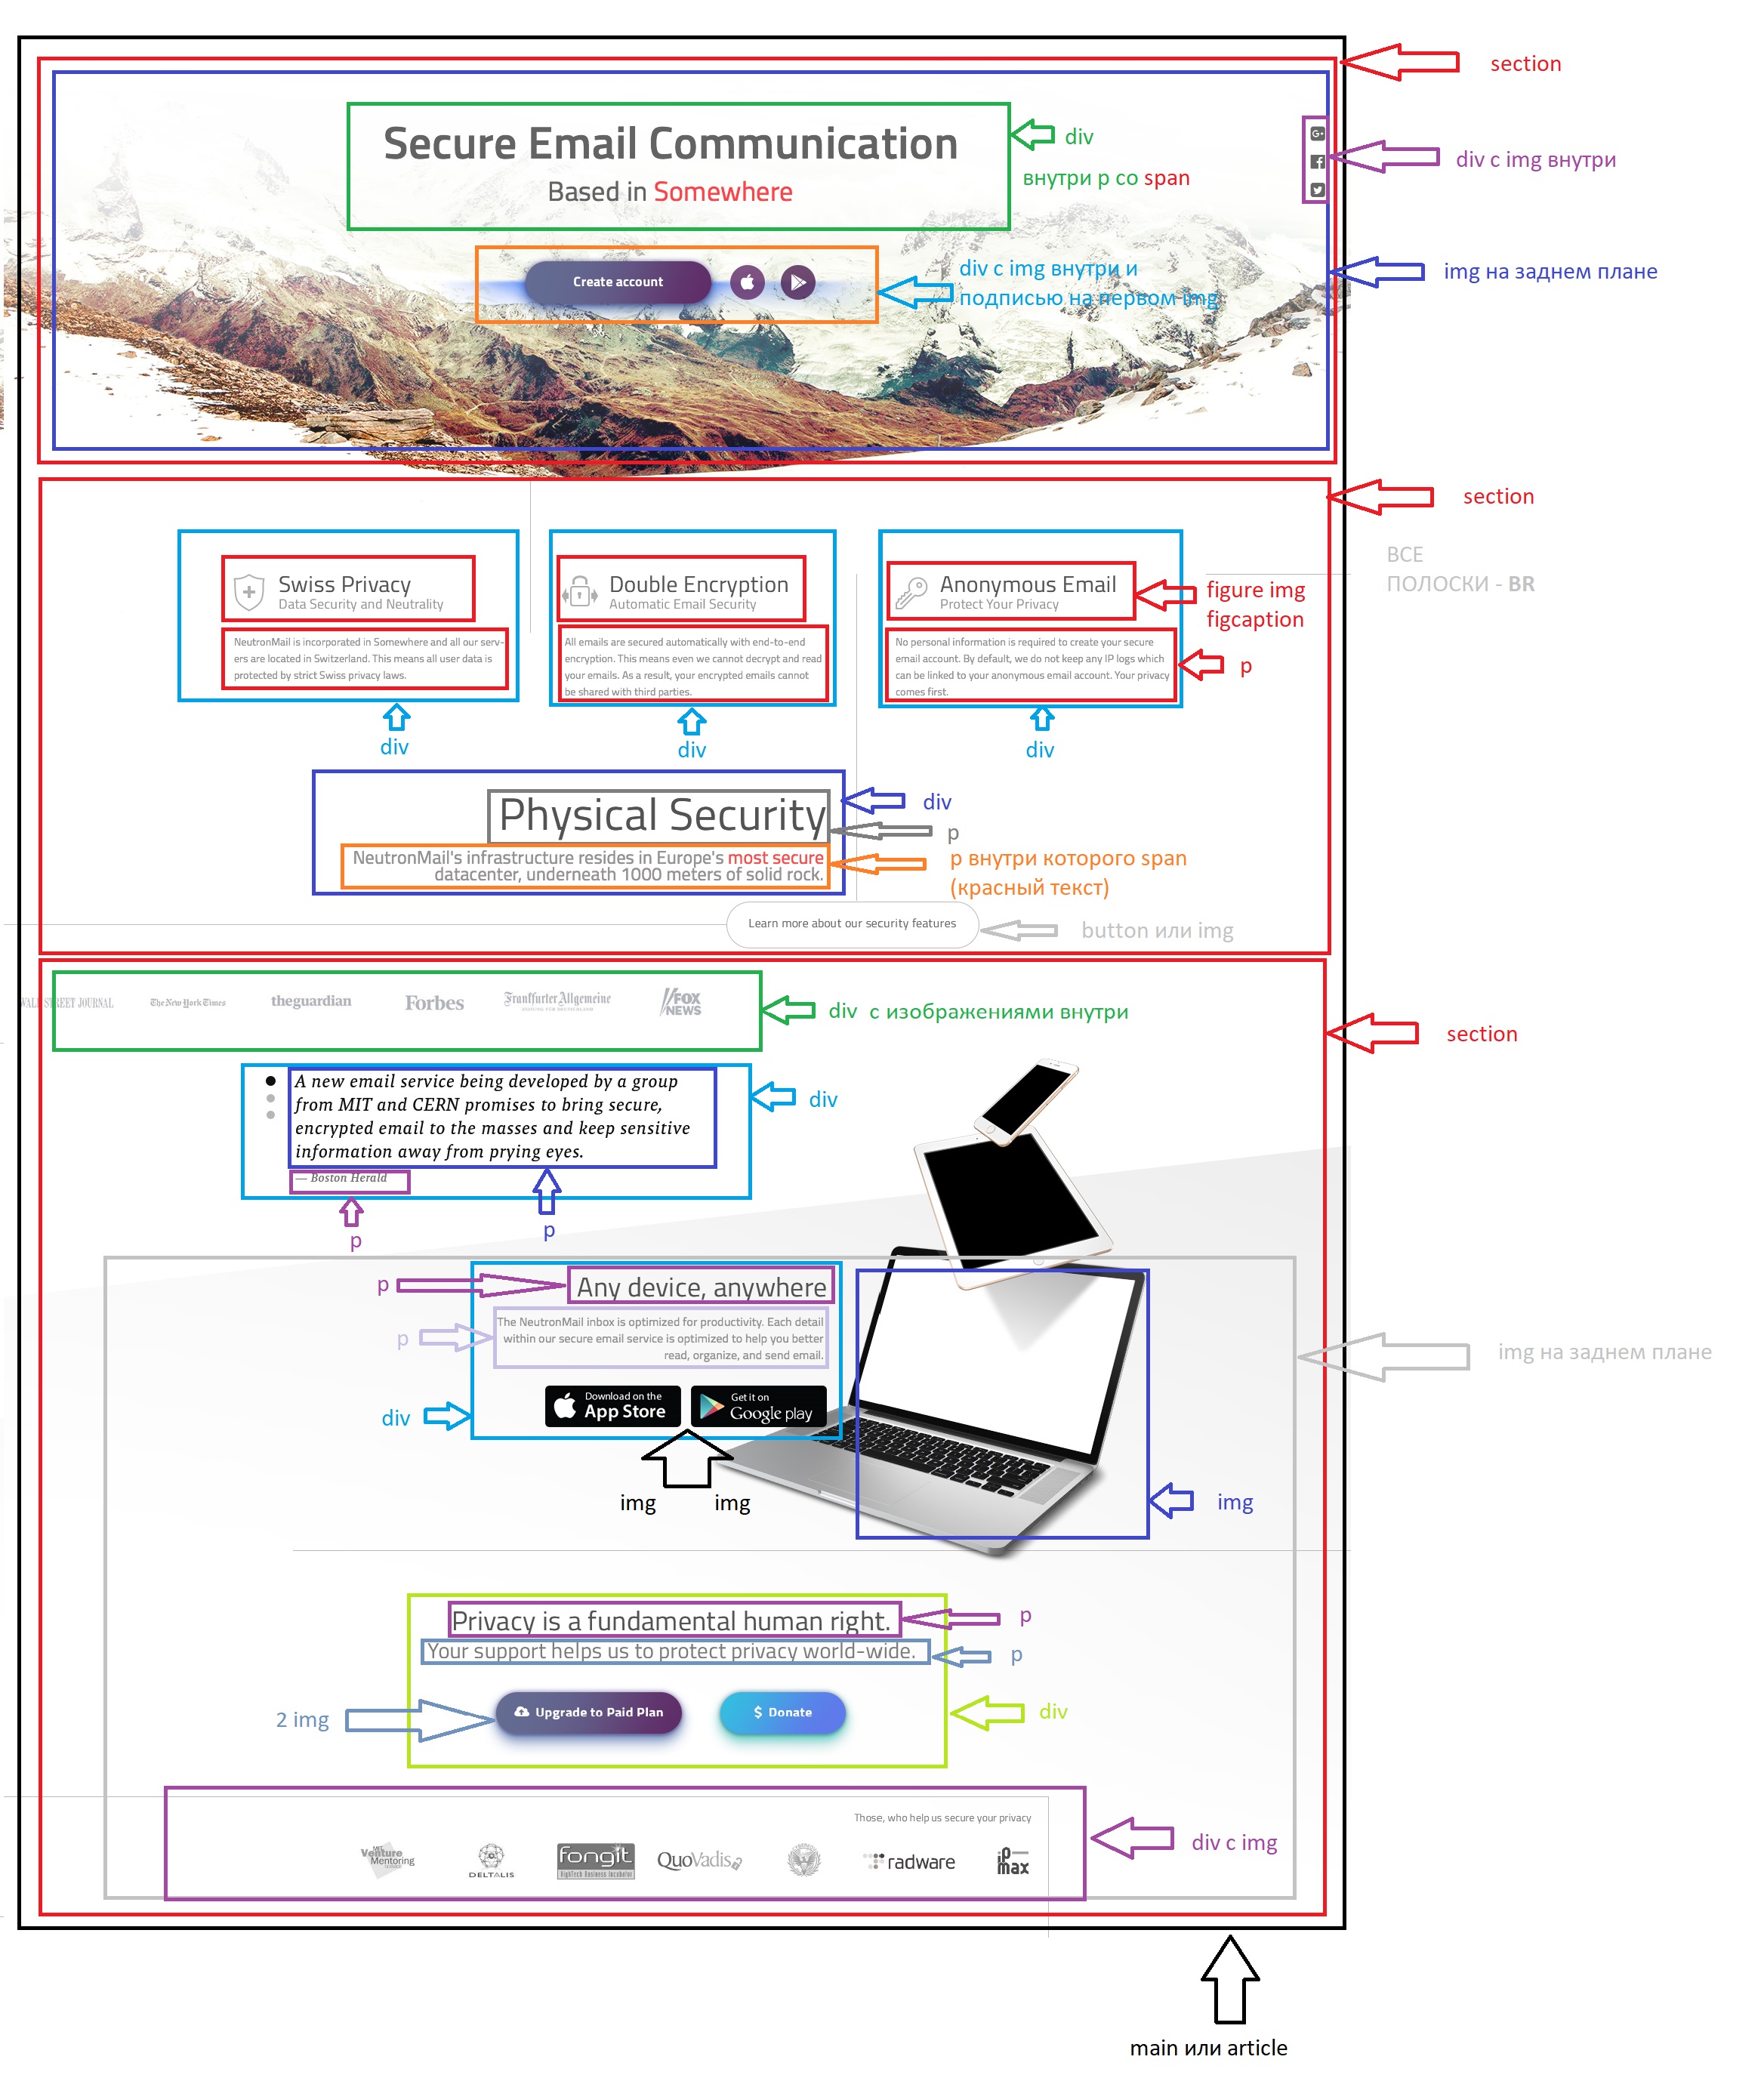 section
Secure Email Communication
div
div с img внутри
Based in Somewhere
внутри p со span
Create account
div с img внутри и
подписью на первом img
img на заднем плане
section
ВСЕ
ПОЛОСКИ - BR
Swiss Privacy
Data Security and Neutrality
Double Encryption
Automatic Email Security
Anonymous Email
Protect Your Privacy
figure img
figcaption
NeutronMail is incorporated in Somewhere and all our serv-
ers are located in Switzerland. This means all user data is
protected by strict Swiss privacy laws.
All emails are secured automatically with end-to-end
encryption. This means even we cannot decrypt and read
your emails. As a result, your encrypted emails cannot
be shared with third parties.
No personal information is required to create your secure
email account. By default, we do not keep any IP logs which
can be linked to your anonymous email account. Your privacy
comes first.
p
div
div
div
Physical Security
div
p
NeutronMail's infrastructure resides in Europe's most secure
datacenter, underneath 1000 meters of solid rock.
p внутри которого span
(красный текст)
Learn more about our security features
button или img
WALL STREET JOURNAL
The New York Times
theguardian
Forbes
Frankfurter Allgemeine
ZEITUNG FÜR DEUTSCHLAND
FOX
NEWS
div с изображениями внутри
section
A new email service being developed by a group
from MIT and CERN promises to bring secure,
encrypted email to the masses and keep sensitive
information away from prying eyes.
div
— Boston Herald
p
p
p
Any device, anywhere
p
The NeutronMail inbox is optimized for productivity. Each detail
within our secure email service is optimized to help you better
read, organize, and send email.
img на заднем плане
div
Download on the
App Store
Get it on
Google play
img
img
img
Privacy is a fundamental human right.
p
Your support helps us to protect privacy world-wide.
p
2 img
Upgrade to Paid Plan
$ Donate
div
Those, who help us secure your privacy
Venture
Mentoring
DELTALIS
fongit
HighTech Business Incubator
QuoVadis
radware
ip-max
div с img
main или article